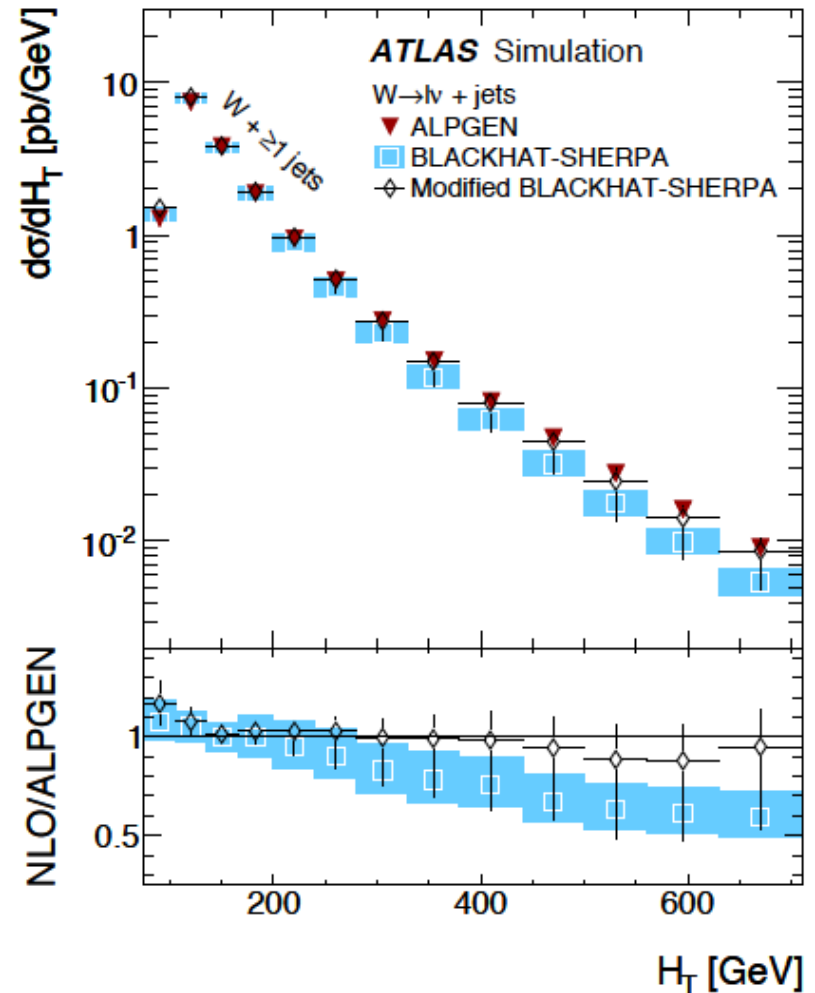 ATLAS Simulation
W→lν + jets
ALPGEN
BLACKHAT-SHERPA
Modified BLACKHAT-SHERPA
W + ≥1 jets
dσ/dH_T [pb/GeV]
10
1
10^-1
10^-2
NLO/ALPGEN
1
0.5
200 400 600
H_T [GeV]